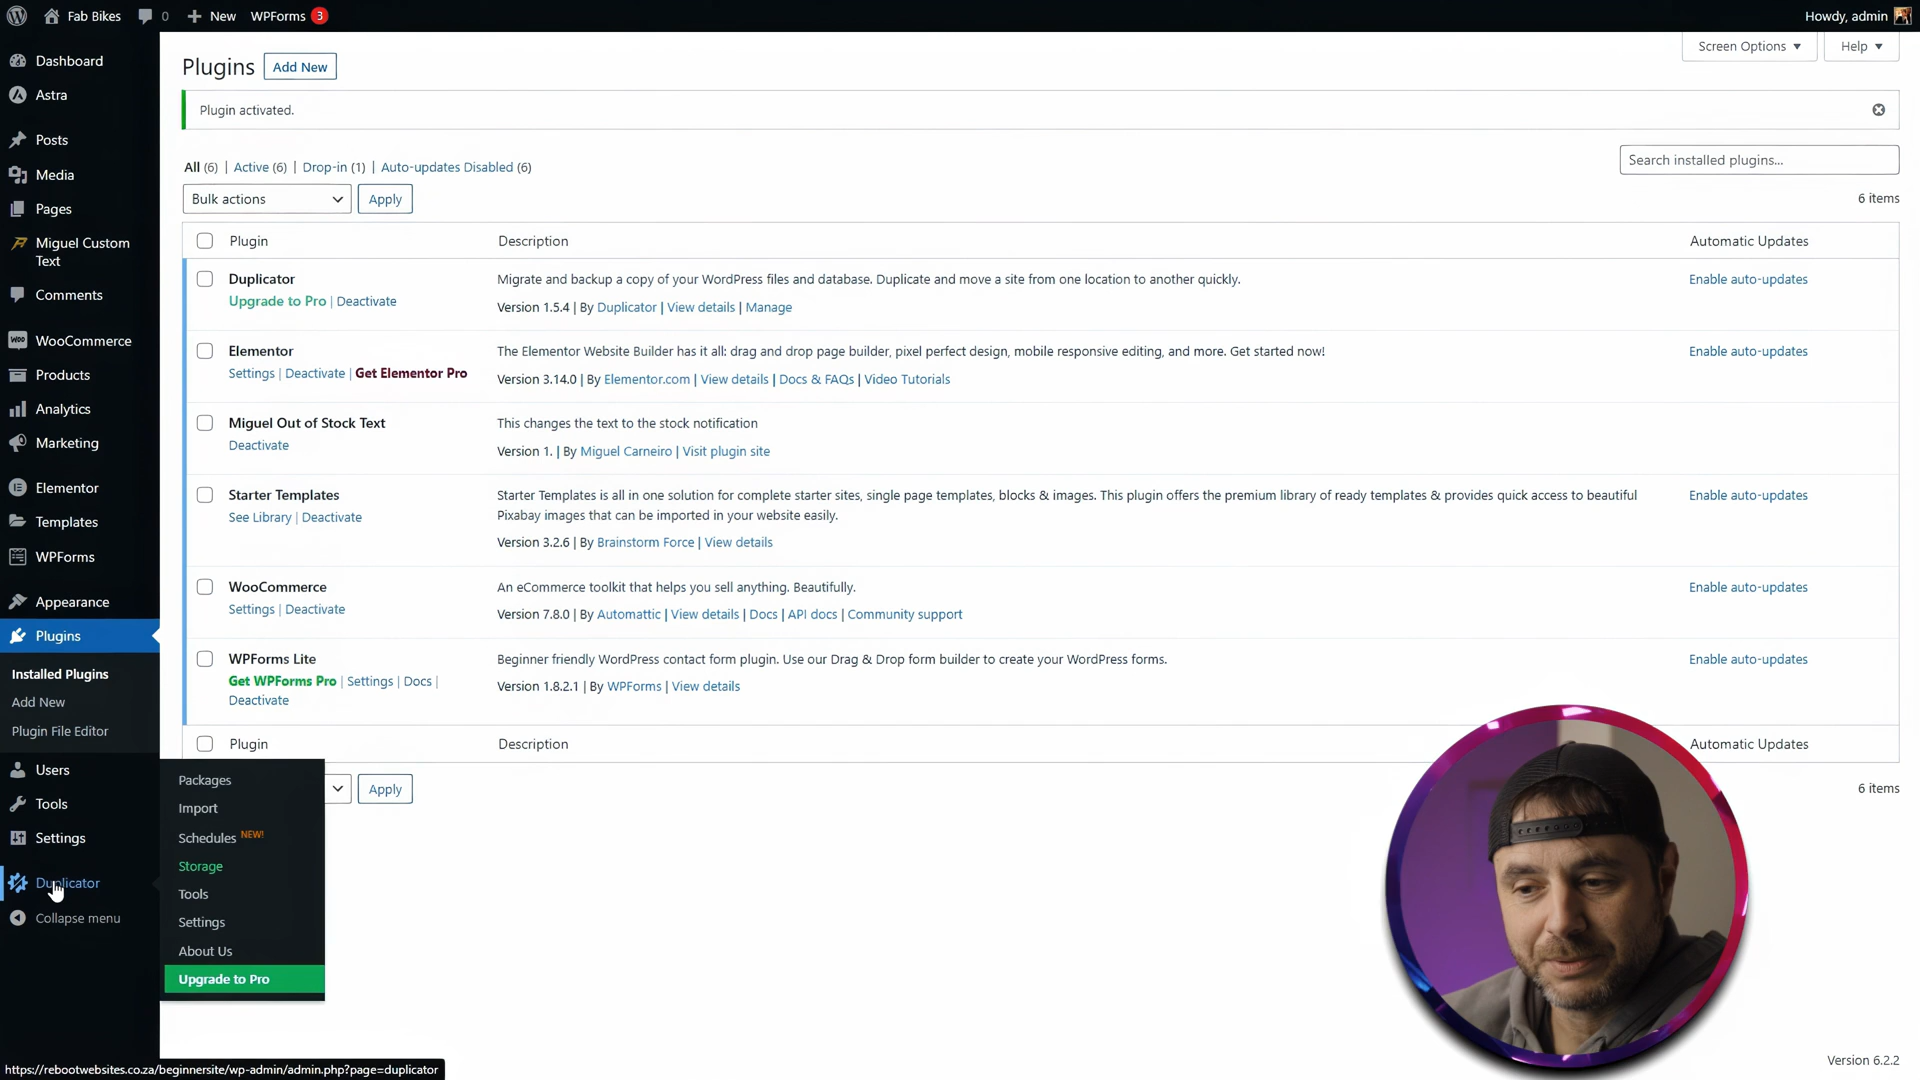 Fab Bikes 0 New WPForms 3 Howdy, admin
Screen Options Help
Dashboard
Astra
Posts
Media
Pages
Miguel Custom
Text
Comments
WooCommerce
Products
Analytics
Marketing
Elementor
Templates
WPForms
Appearance
Plugins
Installed Plugins
Add New
Plugin File Editor
Users
Tools
Settings
Duplicator
Collapse menu
Packages
Import
Schedules NEW!
Storage
Tools
Settings
About Us
Upgrade to Pro
Plugins Add New
Plugin activated.
All (6) | Active (6) | Drop-in (1) | Auto-updates Disabled (6)
Search installed plugins...
Bulk actions Apply
6 items
Plugin Description Automatic Updates
Duplicator
Upgrade to Pro | Deactivate
Migrate and backup a copy of your WordPress files and database. Duplicate and move a site from one location to another quickly.
Version 1.5.4 | By Duplicator | View details | Manage
Enable auto-updates
Elementor
Settings | Deactivate | Get Elementor Pro
The Elementor Website Builder has it all: drag and drop page builder, pixel perfect design, mobile responsive editing, and more. Get started now!
Version 3.14.0 | By Elementor.com | View details | Docs & FAQs | Video Tutorials
Enable auto-updates
Miguel Out of Stock Text
Deactivate
This changes the text to the stock notification
Version 1. | By Miguel Carneiro | Visit plugin site
Starter Templates
See Library | Deactivate
Starter Templates is all in one solution for complete starter sites, single page templates, blocks & images. This plugin offers the premium library of ready templates & provides quick access to beautiful
Pixabay images that can be imported in your website easily.
Version 3.2.6 | By Brainstorm Force | View details
Enable auto-updates
WooCommerce
Settings | Deactivate
An eCommerce toolkit that helps you sell anything. Beautifully.
Version 7.8.0 | By Automattic | View details | Docs | API docs | Community support
Enable auto-updates
WPForms Lite
Get WPForms Pro | Settings | Docs |
Deactivate
Beginner friendly WordPress contact form plugin. Use our Drag & Drop form builder to create your WordPress forms.
Version 1.8.2.1 | By WPForms | View details
Enable auto-updates
Plugin Description Automatic Updates
Apply
6 items
Version 6.2.2
https://rebootwebsites.co.za/beginnersite/wp-admin/admin.php?page=duplicator